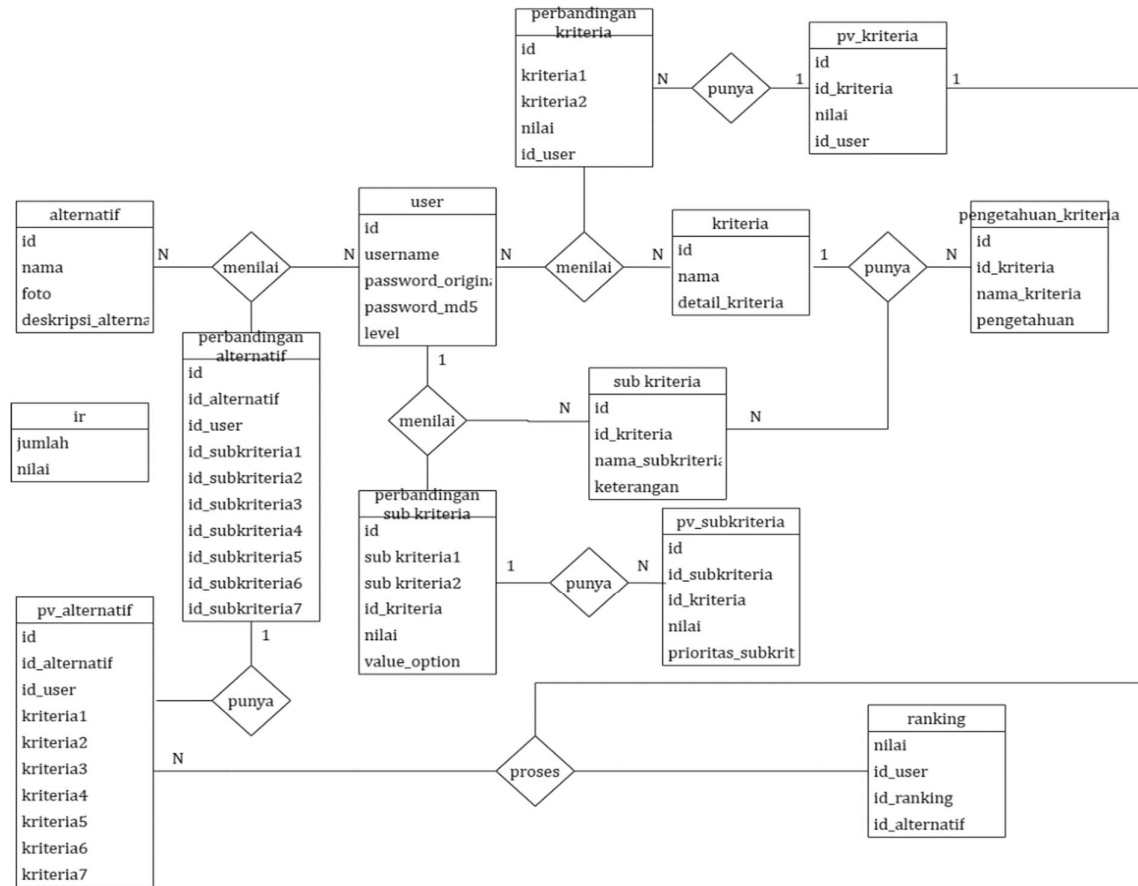 perbandingan
kriteria
id
kriteria1
kriteria2
nilai
id_user
N
punya
1
pv_kriteria
id
id_kriteria
nilai
id_user
1
alternatif
id
nama
foto
deskripsi_alterna
N
menilai
N
user
id
username
password_origina
password_md5
level
N
menilai
N
kriteria
id
nama
detail_kriteria
1
punya
N
pengetahuan_kriteria
id
id_kriteria
nama_kriteria
pengetahuan
perbandingan
alternatif
id
id_alternatif
id_user
id_subkriteria1
id_subkriteria2
id_subkriteria3
id_subkriteria4
id_subkriteria5
id_subkriteria6
id_subkriteria7
1
menilai
N
sub kriteria
id
id_kriteria
nama_subkriteria
keterangan
N
ir
jumlah
nilai
perbandingan
sub kriteria
id
sub kriteria1
sub kriteria2
id_kriteria
nilai
value_option
1
punya
N
pv_subkriteria
id
id_subkriteria
id_kriteria
nilai
prioritas_subkrit
pv_alternatif
id
id_alternatif
id_user
kriteria1
kriteria2
kriteria3
kriteria4
kriteria5
kriteria6
kriteria7
1
punya
N
proses
ranking
nilai
id_user
id_ranking
id_alternatif